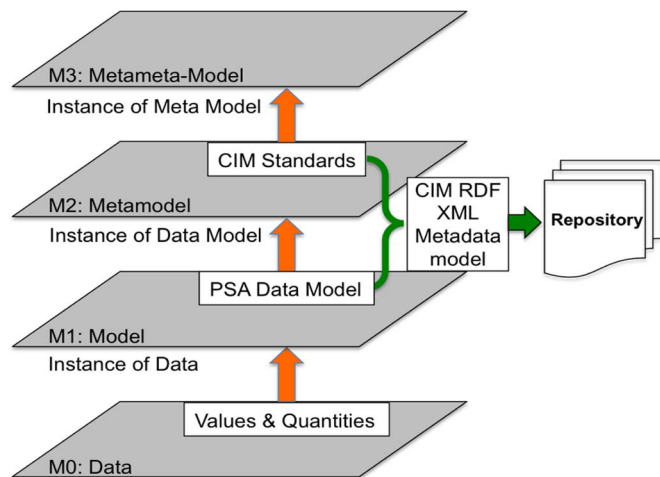 M3: Metameta-Model
Instance of Meta Model
CIM Standards
M2: Metamodel
Instance of Data Model
CIM RDF
XML
Metadata
model
Repository
PSA Data Model
M1: Model
Instance of Data
Values & Quantities
M0: Data